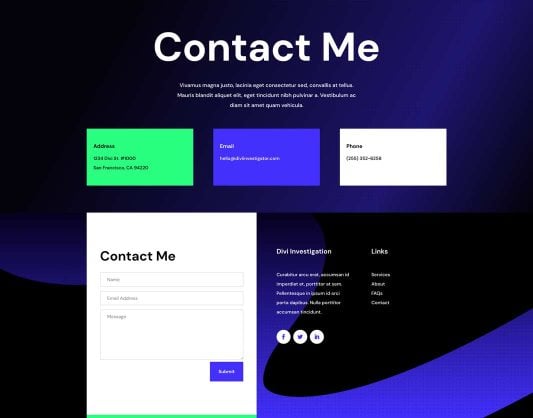 Contact Me
Vivamus magna justo, lacinia eget consectetur sed, convallis at tellus.
Mauris blandit aliquet elit, eget tincidunt nibh pulvinar a. Vestibulum ac
diam sit amet quam vehicula.
Address
1234 Divi St. #1000
San Francisco, CA 94220
Email
hello@divinvestigator.com
Phone
(255) 352-6258
Contact Me
Name
Email Address
Message
Submit
Divi Investigation
Curabitur arcu erat, accumsan id
imperdiet et, porttitor at sem.
Pellentesque in ipsum id orci
porta dapibus. Nulla porttitor
accumsan tincidunt.
Links
Services
About
FAQs
Contact